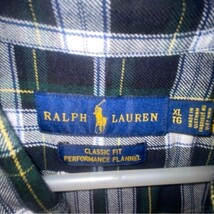 RALPH LAUREN
XL
TG
CLASSIC FIT
PERFORMANCE FLANNEL